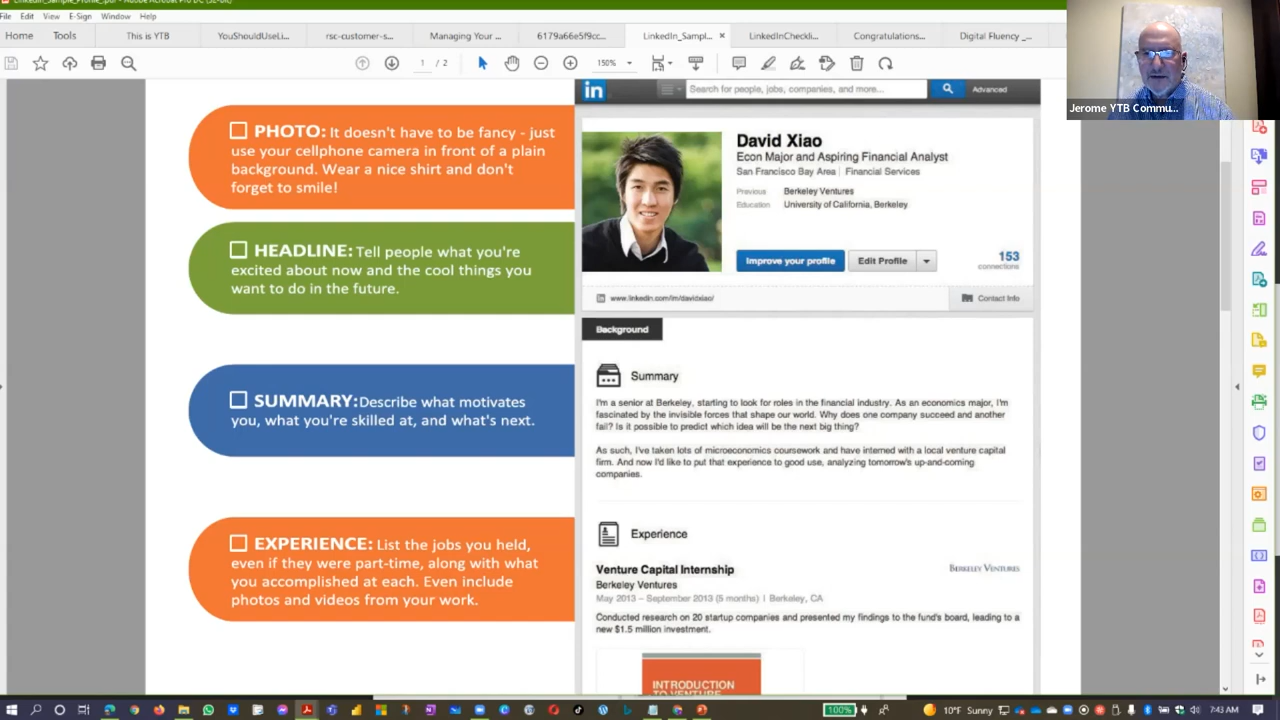 LinkedIn_Sample_Profile_.pdf - Adobe Acrobat Pro DC (32-bit)
File Edit View E-Sign Window Help
Home Tools This is YTB YouShouldUseLi... rsc-customer-s... Managing Your ... 6179a66e5f9cc... LinkedIn_Sampl... × LinkedInCheckli... Congratulations... Digital Fluency _...
1 / 2 150%
Jerome YTB Commu...
in Search for people, jobs, companies, and more... Advanced
PHOTO: It doesn't have to be fancy - just
use your cellphone camera in front of a plain
background. Wear a nice shirt and don't
forget to smile!
HEADLINE: Tell people what you're
excited about now and the cool things you
want to do in the future.
SUMMARY: Describe what motivates
you, what you're skilled at, and what's next.
EXPERIENCE: List the jobs you held,
even if they were part-time, along with what
you accomplished at each. Even include
photos and videos from your work.
David Xiao
Econ Major and Aspiring Financial Analyst
San Francisco Bay Area | Financial Services
Previous Berkeley Ventures
Education University of California, Berkeley
Improve your profile Edit Profile 153
connections
www.linkedin.com/im/davidxiao/ Contact Info
Background
Summary
I'm a senior at Berkeley, starting to look for roles in the financial industry. As an economics major, I'm
fascinated by the invisible forces that shape our world. Why does one company succeed and another
fail? Is it possible to predict which idea will be the next big thing?
As such, I've taken lots of microeconomics coursework and have interned with a local venture capital
firm. And now I'd like to put that experience to good use, analyzing tomorrow's up-and-coming
companies.
Experience
Venture Capital Internship BERKELEY VENTURES
Berkeley Ventures
May 2013 – September 2013 (5 months) | Berkeley, CA
Conducted research on 20 startup companies and presented my findings to the fund's board, leading to a
new $1.5 million investment.
INTRODUCTION
TO VENTURE
100% 10°F Sunny 7:43 AM